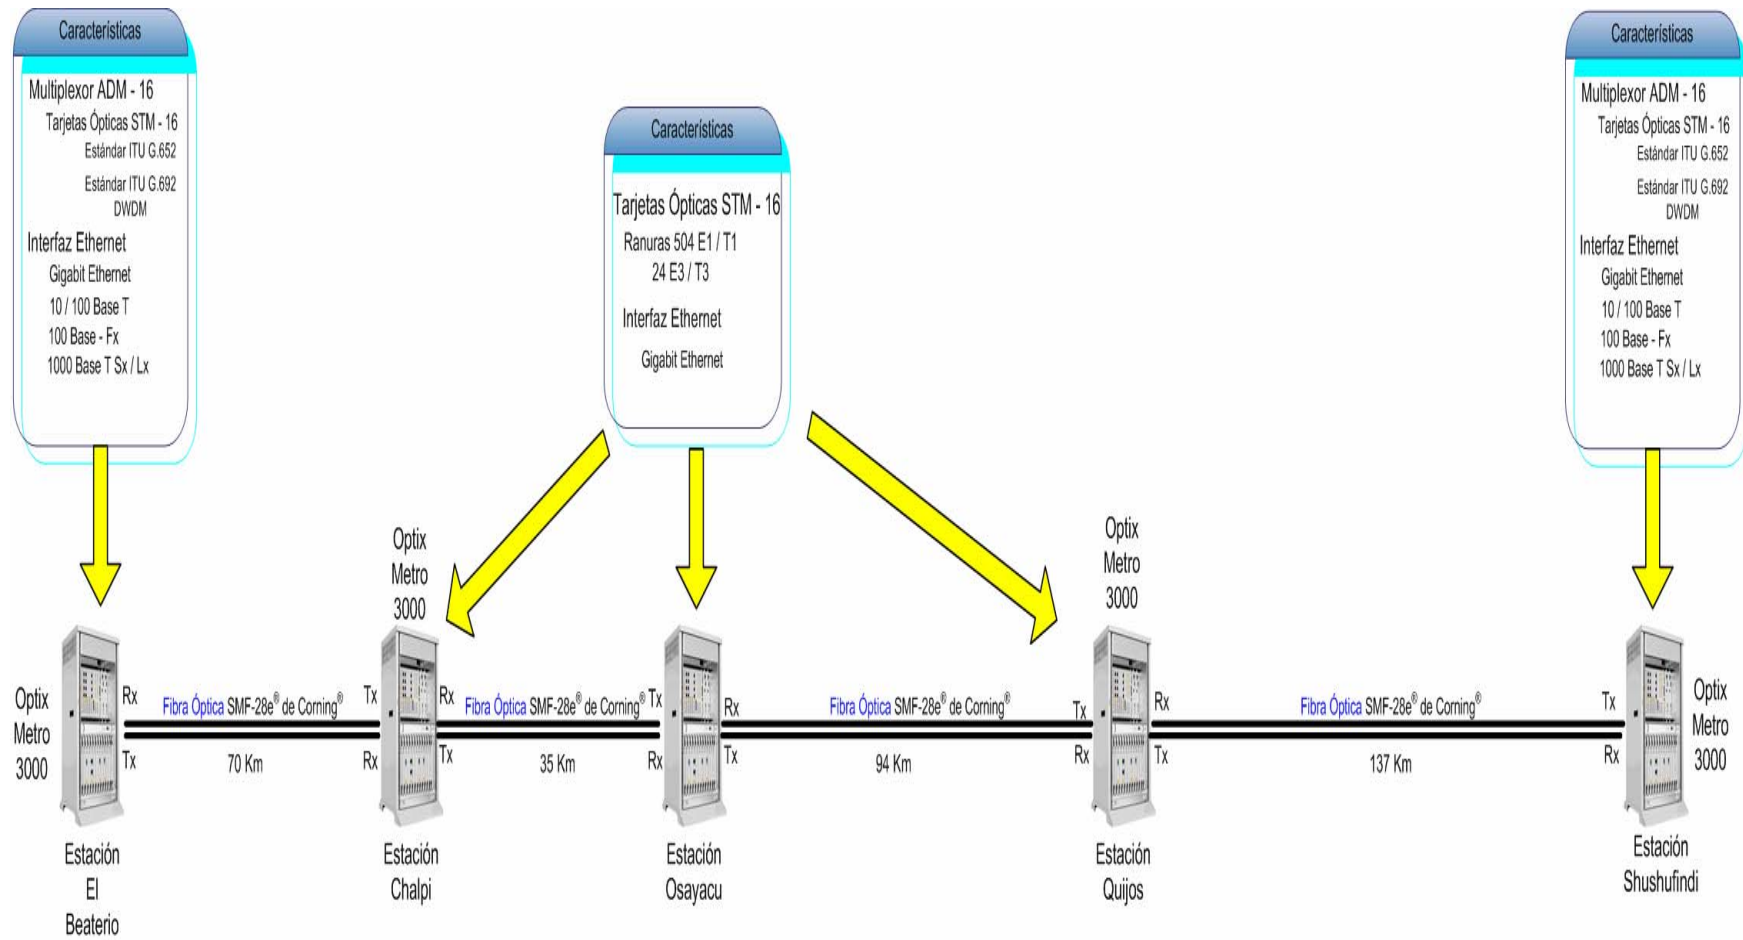 Características
Multiplexor ADM - 16
Tarjetas Ópticas STM - 16
Estándar ITU G.652
Estándar ITU G.692
DWDM
Interfaz Ethernet
Gigabit Ethernet
10 / 100 Base T
100 Base - Fx
1000 Base T Sx / Lx
Características
Tarjetas Ópticas STM - 16
Ranuras 504 E1 / T1
24 E3 / T3
Interfaz Ethernet
Gigabit Ethernet
Características
Multiplexor ADM - 16
Tarjetas Ópticas STM - 16
Estándar ITU G.652
Estándar ITU G.692
DWDM
Interfaz Ethernet
Gigabit Ethernet
10 / 100 Base T
100 Base - Fx
1000 Base T Sx / Lx
Optix
Metro
3000
Optix
Metro
3000
Optix
Metro
3000
Optix
Metro
3000
Rx
Fibra Óptica SMF-28e® de Corning®
Tx
Rx
Fibra Óptica SMF-28e® de Corning®
Tx
Rx
Fibra Óptica SMF-28e® de Corning®
Tx
Rx
Fibra Óptica SMF-28e® de Corning®
Tx
Tx
70 Km
Rx
Tx
35 Km
Rx
Tx
94 Km
Rx
Tx
137 Km
Rx
Estación
El
Beaterio
Estación
Chalpi
Estación
Osayacu
Estación
Quijos
Estación
Shushufindi